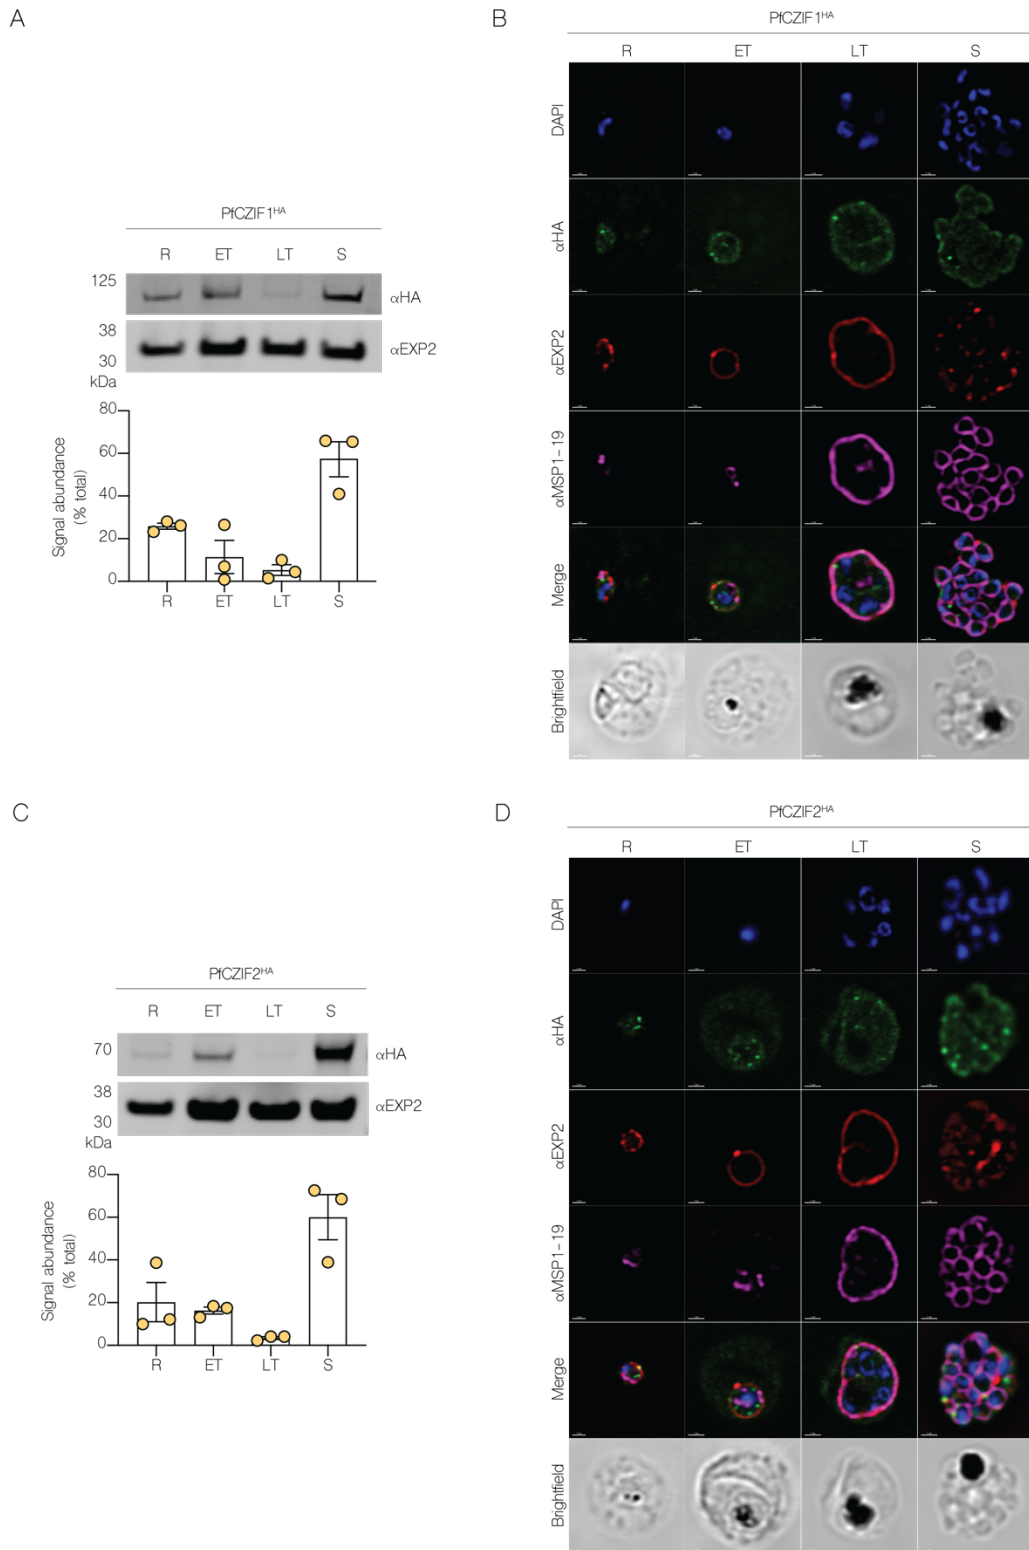 A
PfCZIF1HA
R ET LT S
125
αHA
38
αEXP2
30
kDa
Signal abundance
(% total)
80
60
40
20
0
R ET LT S
B
PfCZIF1HA
R ET LT S
DAPI
αHA
αEXP2
αMSP1-19
Merge
Brightfield
C
PfCZIF2HA
R ET LT S
70
αHA
38
αEXP2
30
kDa
Signal abundance
(% total)
80
60
40
20
0
R ET LT S
D
PfCZIF2HA
R ET LT S
DAPI
αHA
αEXP2
αMSP1-19
Merge
Brightfield